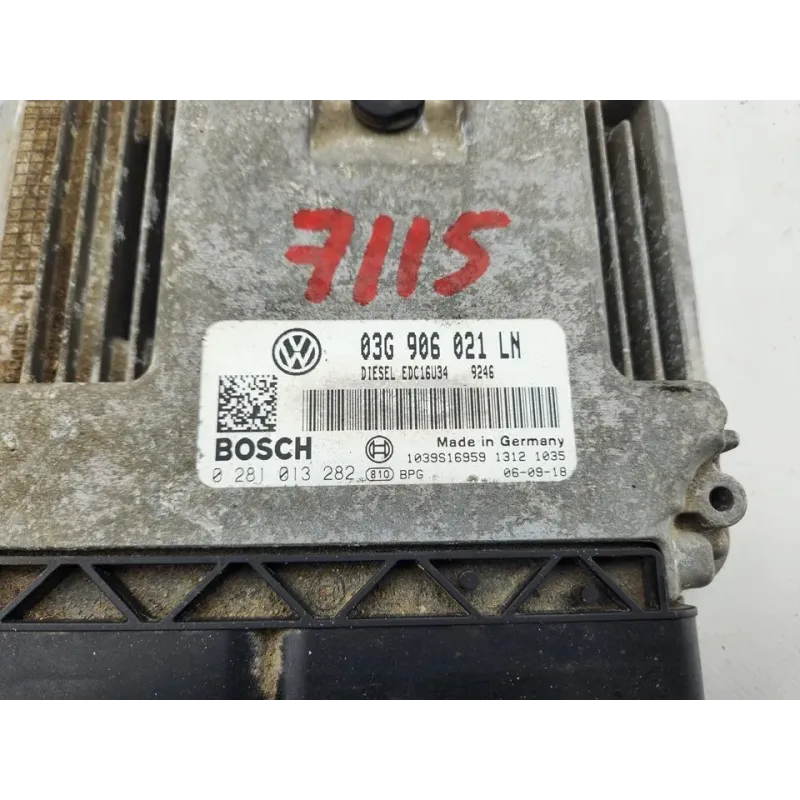 7115
03G 906 021 LN
DIESEL EDC16U34 9246
BOSCH
Made in Germany
1039S16959 1312 1035
0 281 013 282 810 BPG 06-09-18